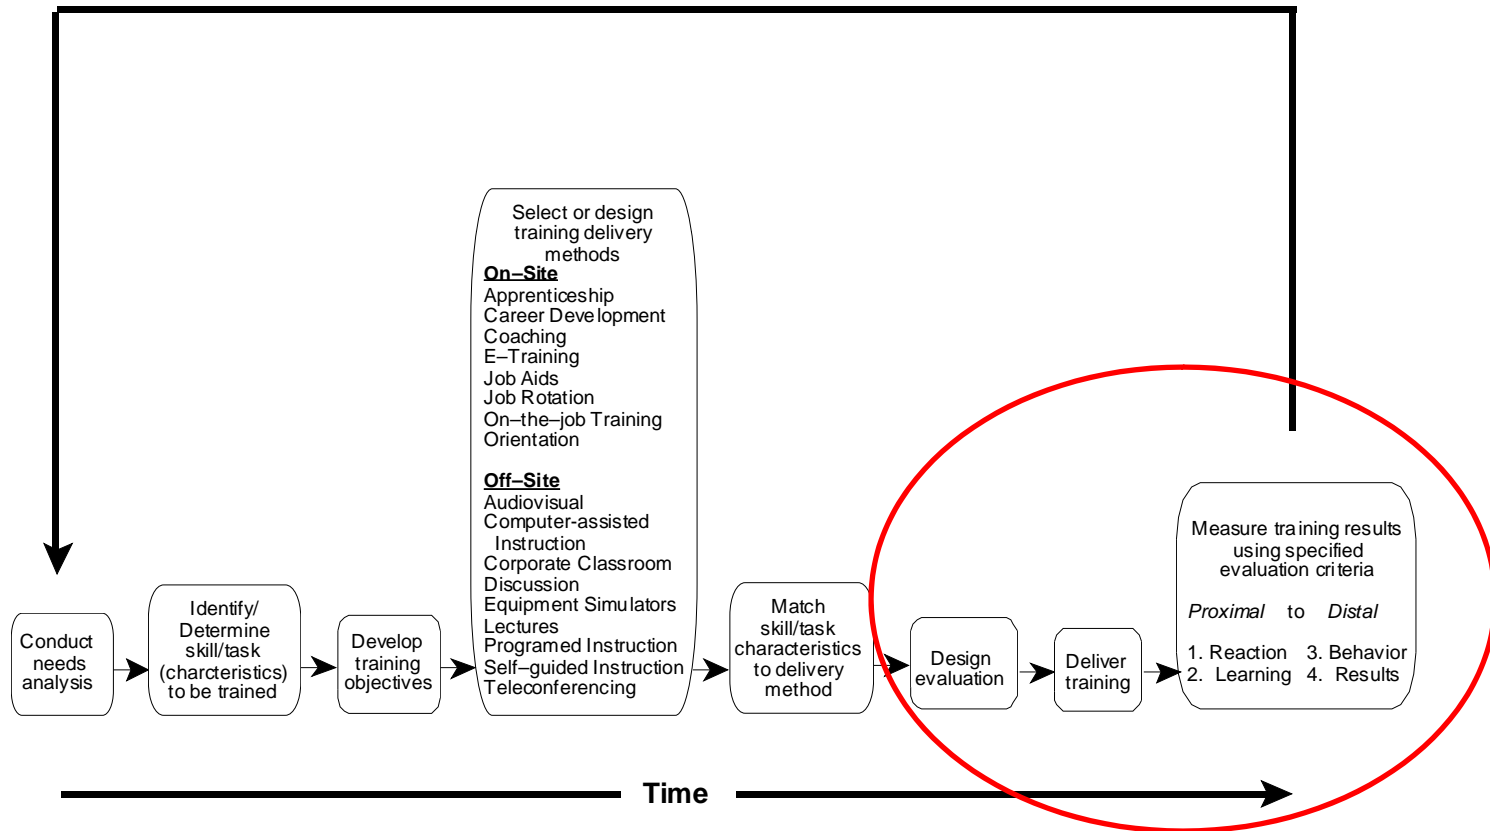 Conduct
needs
analysis
Identify/
Determine
skill/task
(charcteristics)
to be trained
Develop
training
objectives
Select or design
training delivery
methods
On–Site
Apprenticeship
Career Development
Coaching
E–Training
Job Aids
Job Rotation
On–the–job Training
Orientation
Off–Site
Audiovisual
Computer-assisted
Instruction
Corporate Classroom
Discussion
Equipment Simulators
Lectures
Programed Instruction
Self–guided Instruction
Teleconferencing
Match
skill/task
characteristics
to delivery
method
Design
evaluation
Deliver
training
Measure training results
using specified
evaluation criteria
Proximal to Distal
1. Reaction 3. Behavior
2. Learning 4. Results
Time